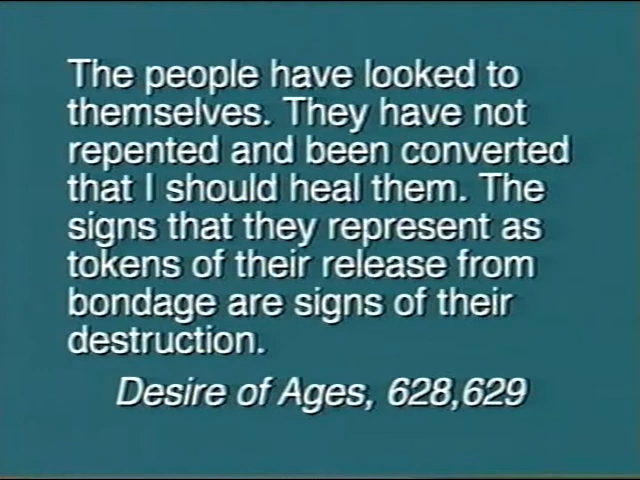 The people have looked to
themselves. They have not
repented and been converted
that I should heal them. The
signs that they represent as
tokens of their release from
bondage are signs of their
destruction.
Desire of Ages, 628,629